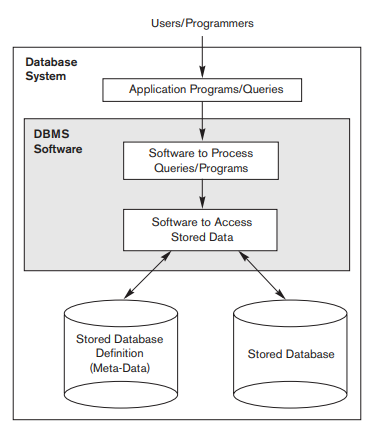 Users/Programmers
Database
System
Application Programs/Queries
DBMS
Software
Software to Process
Queries/Programs
Software to Access
Stored Data
Stored Database
Definition
(Meta-Data)
Stored Database